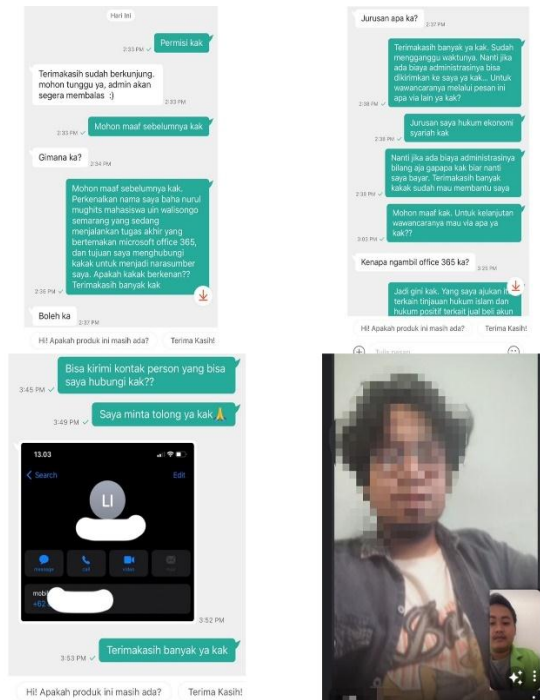 Hari Ini
Permisi kak
2:33 PM
Terimakasih sudah berkunjung.
mohon tunggu ya, admin akan
segera membalas :)
2:33 PM
Mohon maaf sebelumnya kak
2:33 PM
Gimana ka?
2:34 PM
Mohon maaf sebelumnya kak.
Perkenalkan nama saya baha nurul
mughits mahasiswa uin walisongo
semarang yang sedang
menjalankan tugas akhir yang
bertemakan microsoft office 365,
dan tujuan saya menghubungi
kakak untuk menjadi narasumber
saya. Apakah kakak berkenan??
Terimakasih banyak kak
2:35 PM
Boleh ka
2:37 PM
Hi! Apakah produk ini masih ada?
Terima Kasih!
Jurusan apa ka?
2:37 PM
Terimakasih banyak ya kak. Sudah
mengganggu waktunya. Nanti jika
ada biaya administrasinya bisa
dikirimkan ke saya ya kak... Untuk
wawancaranya melalui pesan ini
apa via lain ya kak?
2:38 PM
Jurusan saya hukum ekonomi
syariah kak
2:38 PM
Nanti jika ada biaya administrasinya
bilang aja gapapa kak biar nanti
saya bayar. Terimakasih banyak
kakak sudah mau membantu saya
2:38 PM
Mohon maaf kak. Untuk kelanjutan
wawancaranya mau via apa ya
kak??
3:02 PM
Kenapa ngambil office 365 ka?
3:25 PM
Jadi gini kak. Yang saya ajukan
terkain tinjauan hukum islam dan
hukum positif terkait jual beli akun
Hi! Apakah produk ini masih ada?
Terima Kasih!
Tulis pesan
Bisa kirimi kontak person yang bisa
saya hubungi kak??
3:45 PM
Saya minta tolong ya kak
3:49 PM
13.03
Search
Edit
LI
message
call
video
mobil
+62
3:52 PM
Terimakasih banyak ya kak
3:53 PM
Hi! Apakah produk ini masih ada?
Terima Kasih!